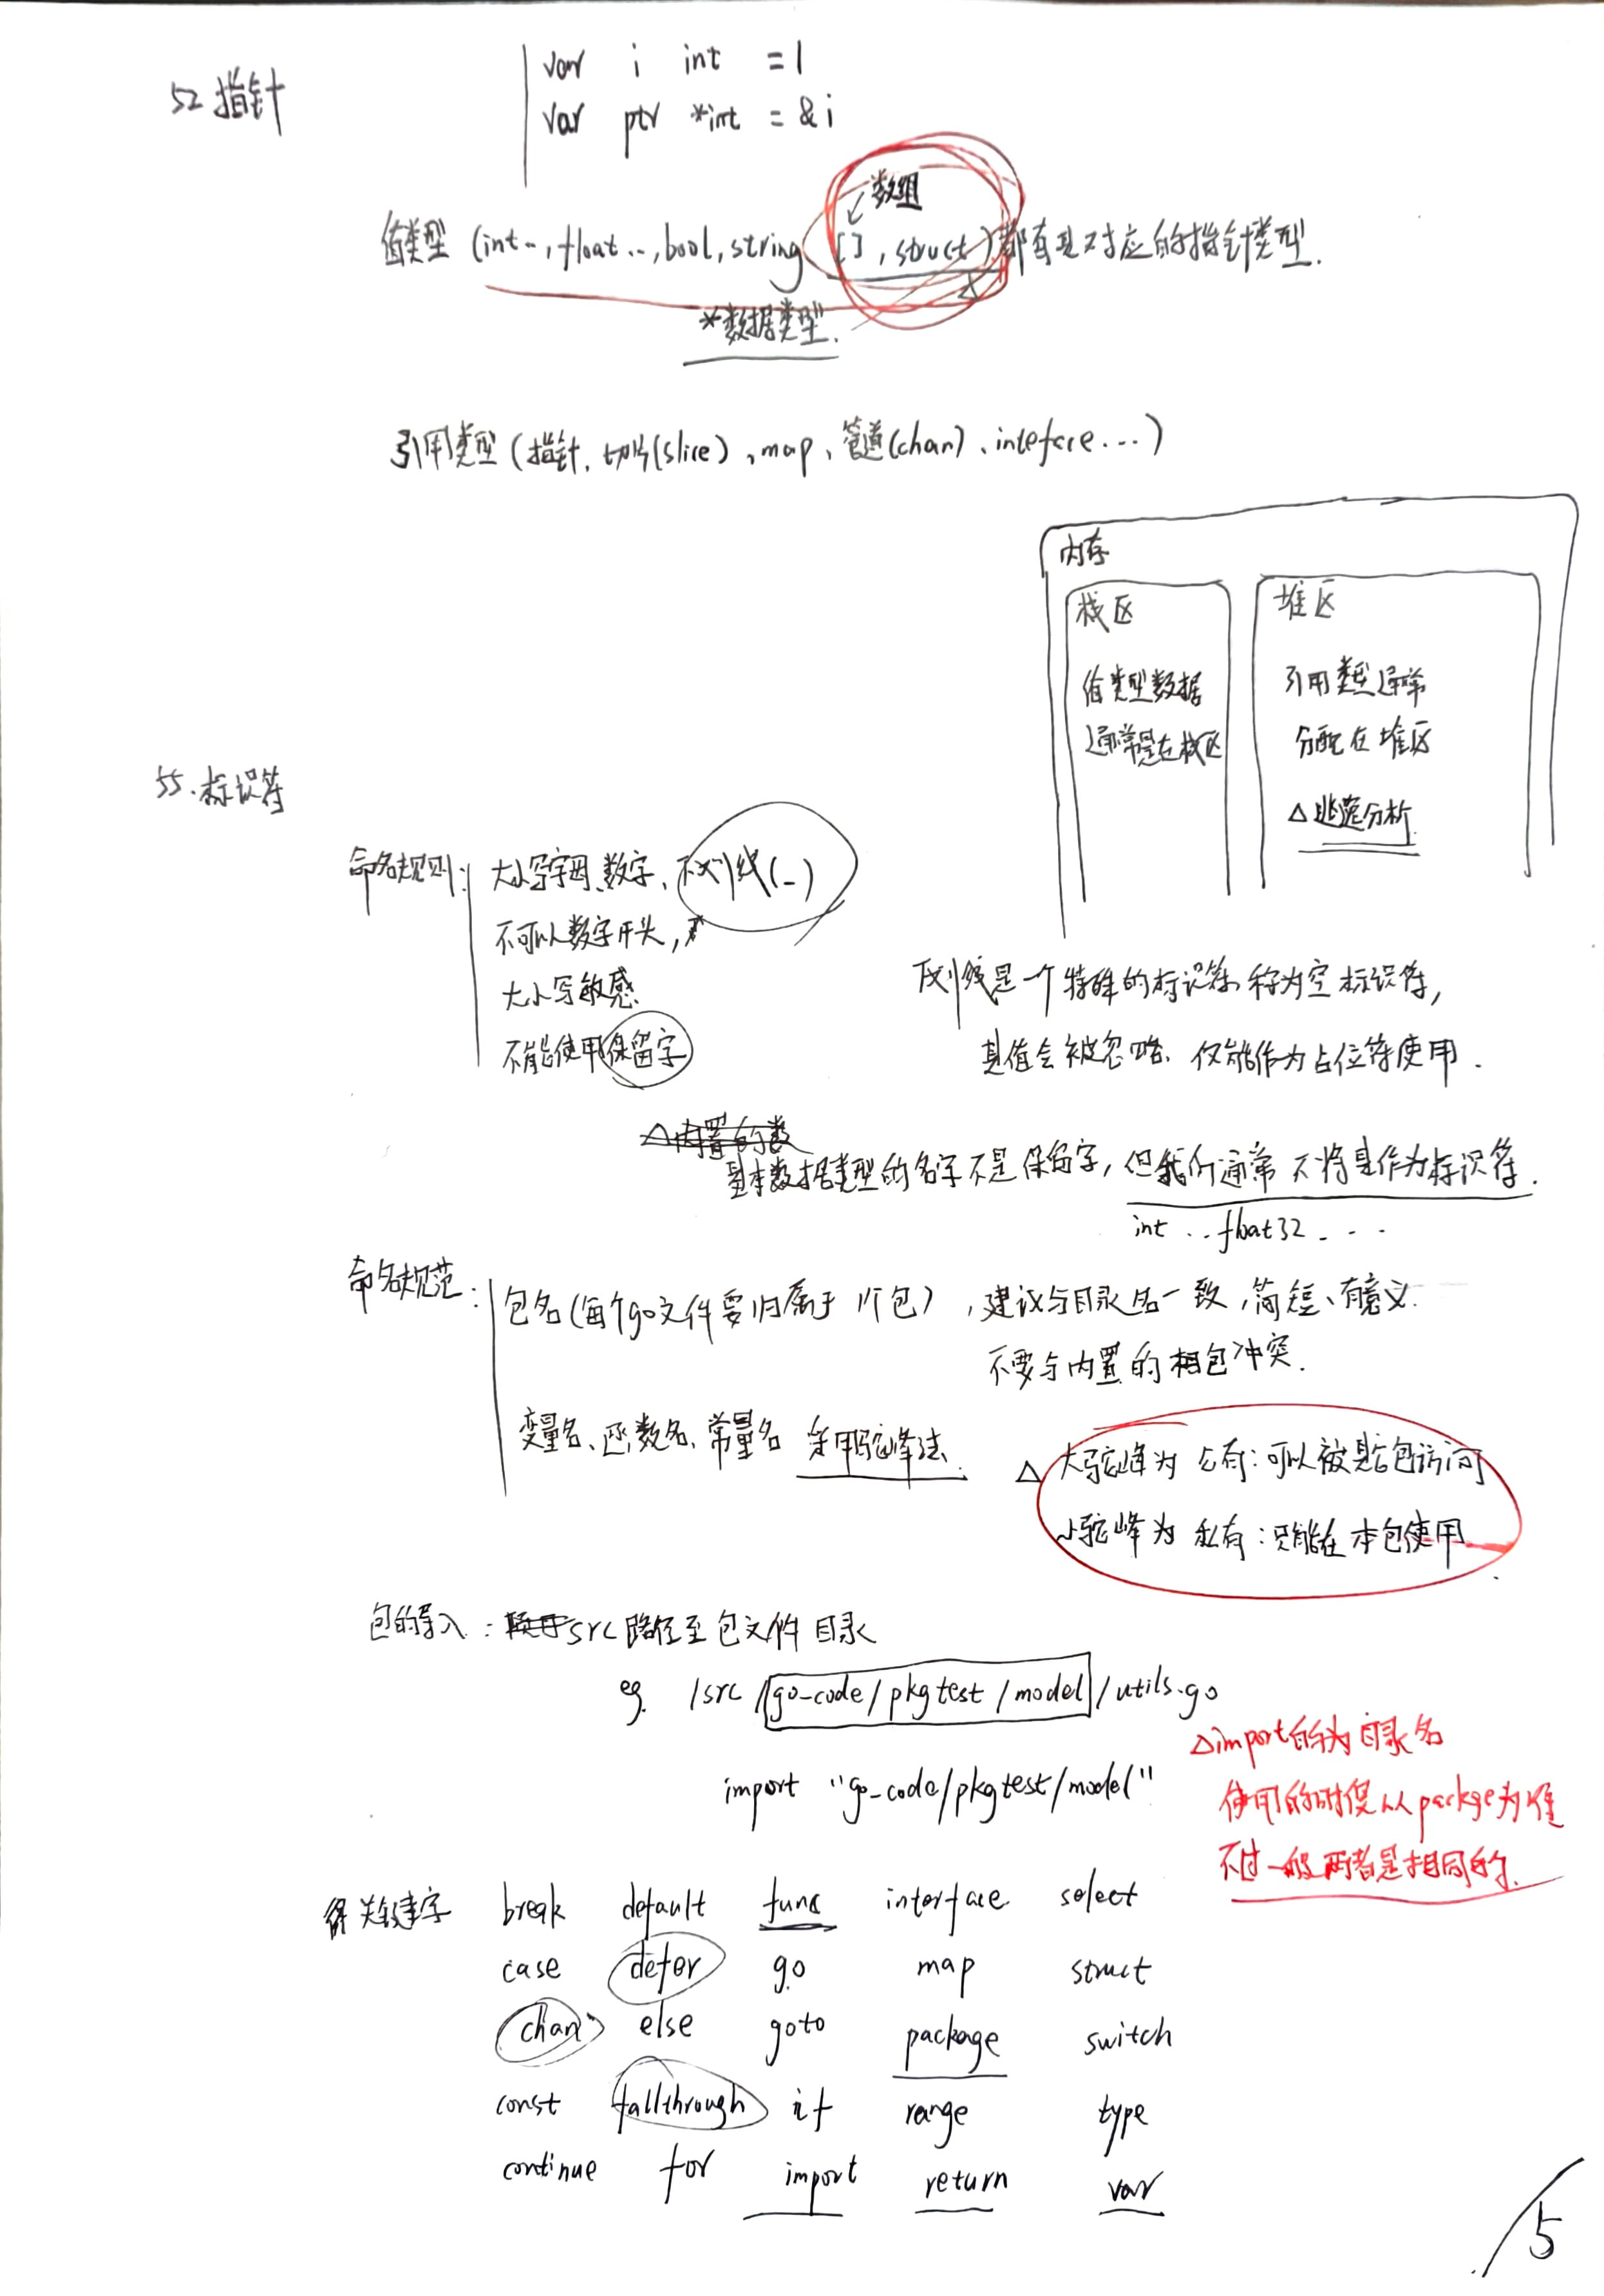 52 指针
var i int = 1
var ptr *int = &i
数组
值类型 (int.., float.., bool, string, [], struct) 都有其对应的指针类型.
*数据类型.
引用类型 (指针, 切片(slice), map, 管道(chan), inteface...)
内存
栈区
值类型数据
通常是在栈区
堆区
引用类型通常
分配在堆区
△ 逃逸分析
55. 标识符
命名规则: 大小写字母、数字、下划线(_)
不可以数字开头,
大小写敏感
不能使用保留字
下划线是一个特殊的标识符, 称为空标识符,
其值会被忽略. 仅能作为占位符使用.
△内置的数
基本数据类型的名字不是保留字, 但我们通常不将其作为标识符.
int .. float32 ...
命名规范: 包名(每个go文件要归属于1个包), 建议与目录名一致, 简短、有意义.
不要与内置的包冲突.
变量名、函数名、常量名 采用驼峰法.
△ 大驼峰为 公有: 可以被其它包访问
小驼峰为 私有: 只能在本包使用
包的导入: src路径至包文件目录
eg. /src/go-code/pkgtest/model/utils.go
import "go-code/pkgtest/model"
△import的为目录名
使用的时候以packge为准
不过一般两者是相同的.
关键字 break default func interface select
case defer go map struct
chan else goto package switch
const fallthrough if range type
continue for import return var
5